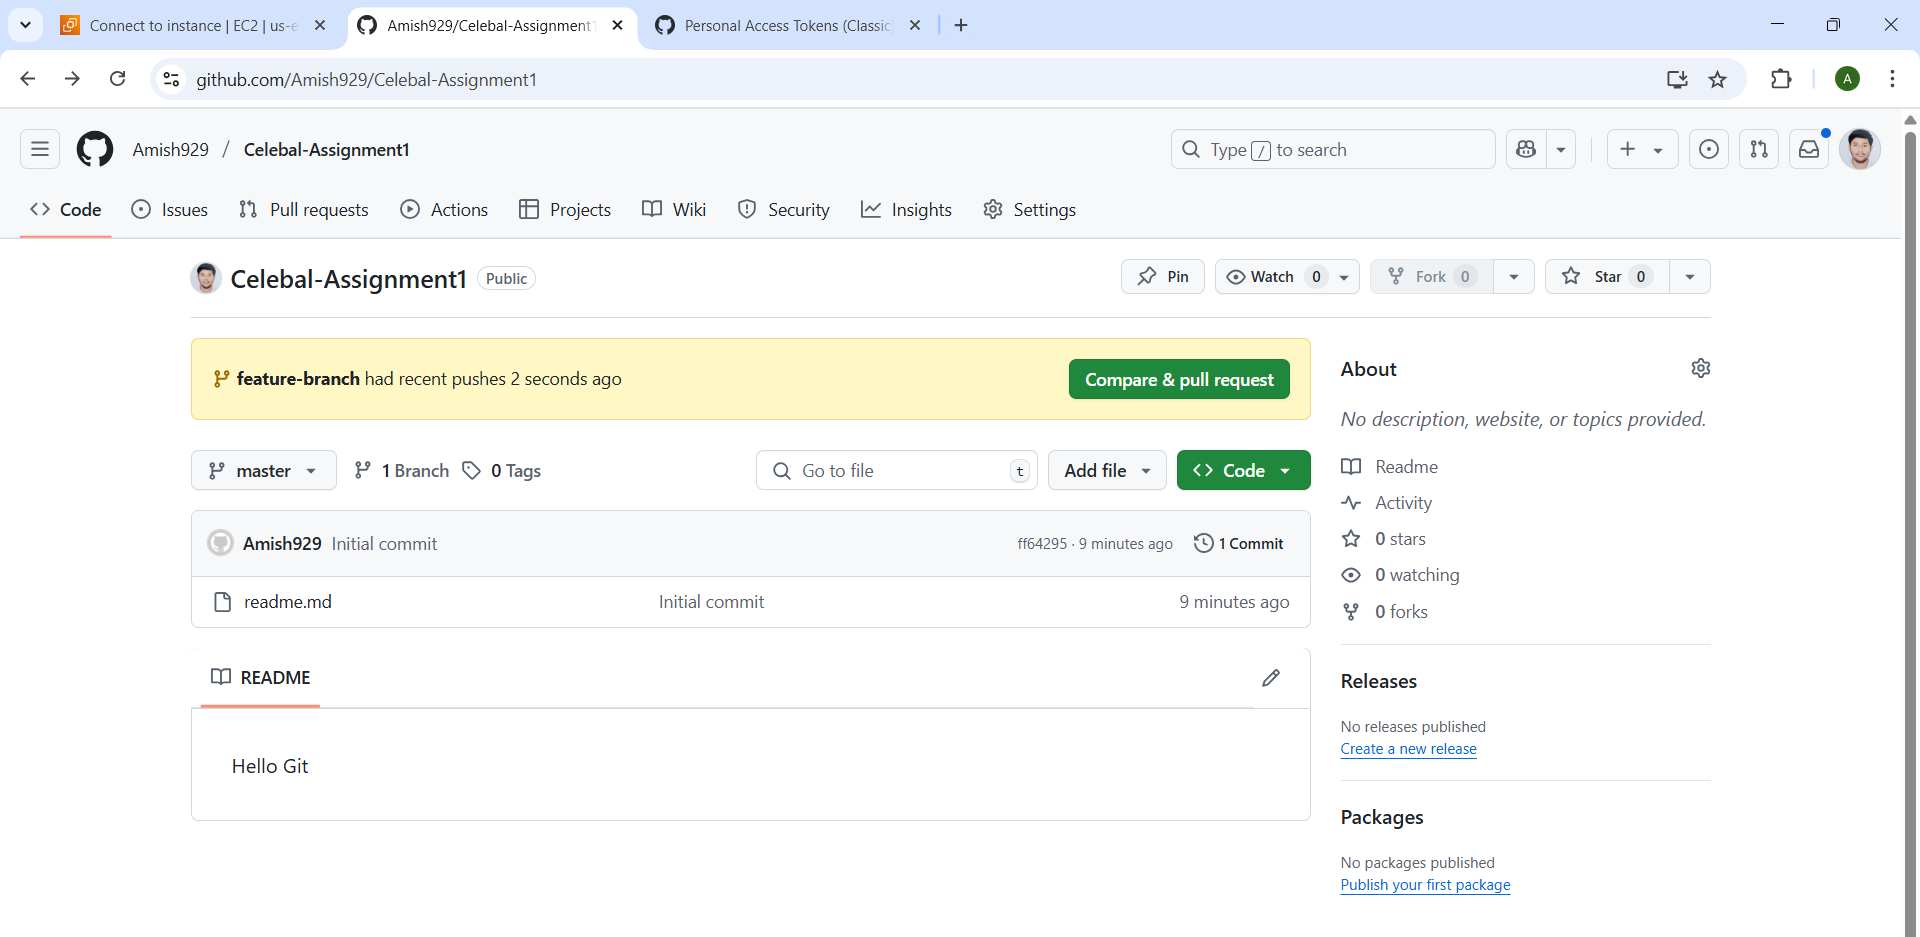 Connect to instance | EC2 | us-e
Amish929/Celebal-Assignment1
Personal Access Tokens (Classic)
github.com/Amish929/Celebal-Assignment1
A
Amish929 / Celebal-Assignment1
Type / to search
Code
Issues
Pull requests
Actions
Projects
Wiki
Security
Insights
Settings
Celebal-Assignment1 Public
Pin
Watch 0
Fork 0
Star 0
feature-branch had recent pushes 2 seconds ago
Compare & pull request
About
No description, website, or topics provided.
master
1 Branch
0 Tags
Go to file t
Add file
Code
Readme
Activity
0 stars
0 watching
0 forks
Amish929 Initial commit
ff64295 · 9 minutes ago
1 Commit
readme.md
Initial commit
9 minutes ago
README
Hello Git
Releases
No releases published
Create a new release
Packages
No packages published
Publish your first package